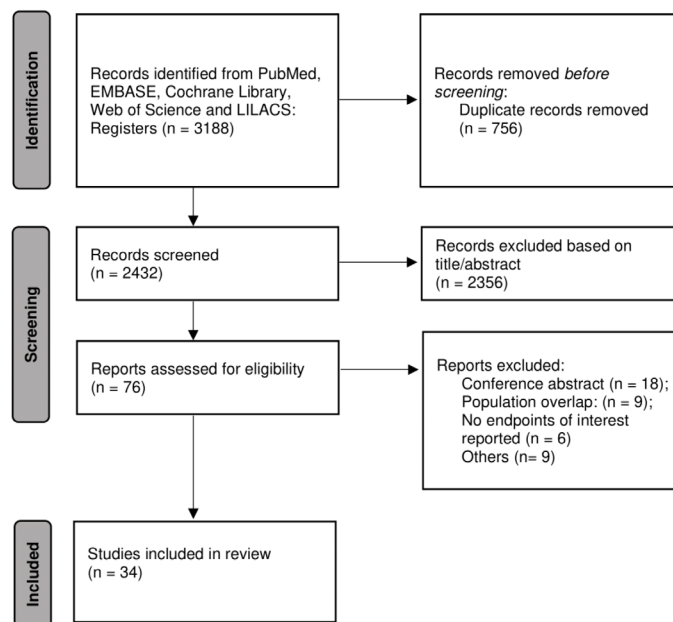 Identification
Records identified from PubMed,
EMBASE, Cochrane Library,
Web of Science and LILACS:
Registers (n = 3188)
Records removed before
screening:
Duplicate records removed
(n = 756)
Screening
Records screened
(n = 2432)
Records excluded based on
title/abstract
(n = 2356)
Reports assessed for eligibility
(n = 76)
Reports excluded:
Conference abstract (n = 18);
Population overlap: (n = 9);
No endpoints of interest
reported (n = 6)
Others (n= 9)
Included
Studies included in review
(n = 34)